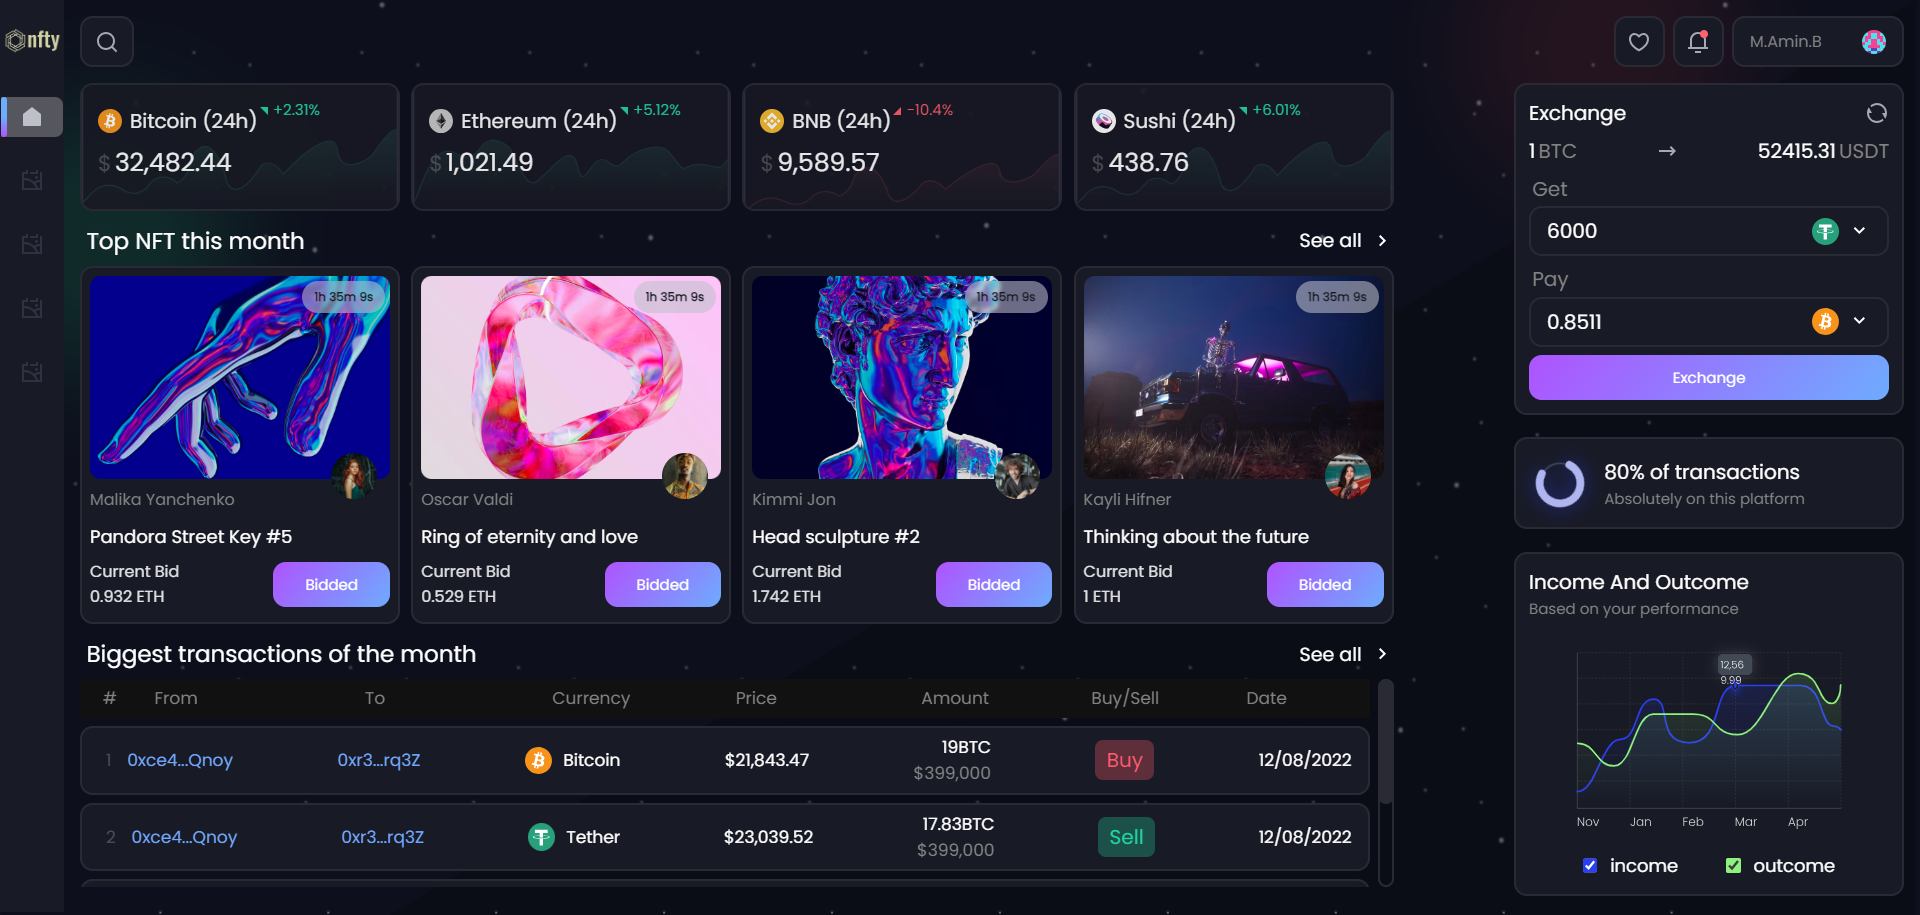 nfty
M.Amin.B
Bitcoin (24h) +2.31%
$ 32,482.44
Ethereum (24h) +5.12%
$ 1,021.49
BNB (24h) -10.4%
$ 9,589.57
Sushi (24h) +6.01%
$ 438.76
Top NFT this month
See all
1h 35m 9s
Malika Yanchenko
Pandora Street Key #5
Current Bid
0.932 ETH
Bidded
1h 35m 9s
Oscar Valdi
Ring of eternity and love
Current Bid
0.529 ETH
Bidded
1h 35m 9s
Kimmi Jon
Head sculpture #2
Current Bid
1.742 ETH
Bidded
1h 35m 9s
Kayli Hifner
Thinking about the future
Current Bid
1 ETH
Bidded
Biggest transactions of the month
See all
# From To Currency Price Amount Buy/Sell Date
1 0xce4...Qnoy 0xr3...rq3Z Bitcoin $21,843.47 19BTC Buy 12/08/2022
$399,000
2 0xce4...Qnoy 0xr3...rq3Z Tether $23,039.52 17.83BTC Sell 12/08/2022
$399,000
Exchange
1 BTC → 52415.31 USDT
Get
6000
Pay
0.8511
Exchange
80% of transactions
Absolutely on this platform
Income And Outcome
Based on your performance
12,56
9.99
Nov Jan Feb Mar Apr
income outcome